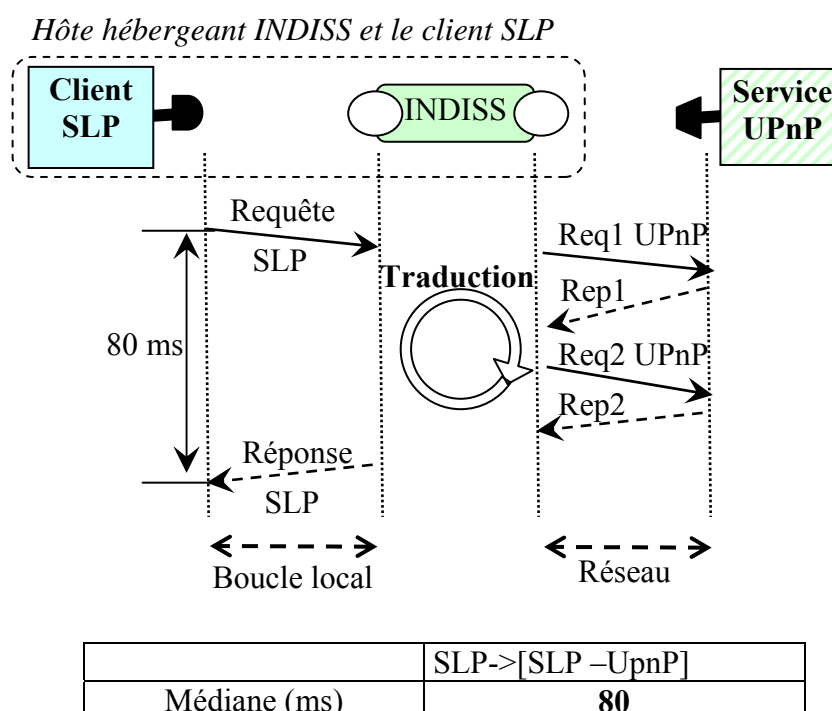 Hôte hébergeant INDISS et le client SLP
Client
SLP
INDISS
Service
UPnP
Requête
SLP
Req1 UPnP
Traduction
Rep1
80 ms
Req2 UPnP
Rep2
Réponse
SLP
Boucle local
Réseau
SLP->[SLP –UpnP]
Médiane (ms) 80